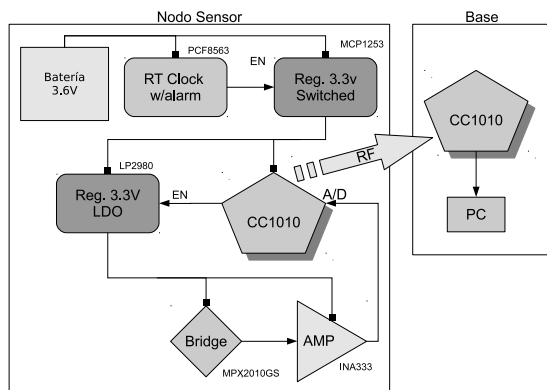 Nodo Sensor
Base
Batería
3.6V
PCF8563
RT Clock
w/alarm
EN
MCP1253
Reg. 3.3v
Switched
CC1010
RF
PC
LP2980
Reg. 3.3V
LDO
EN
CC1010
A/D
Bridge
MPX2010GS
AMP
INA333